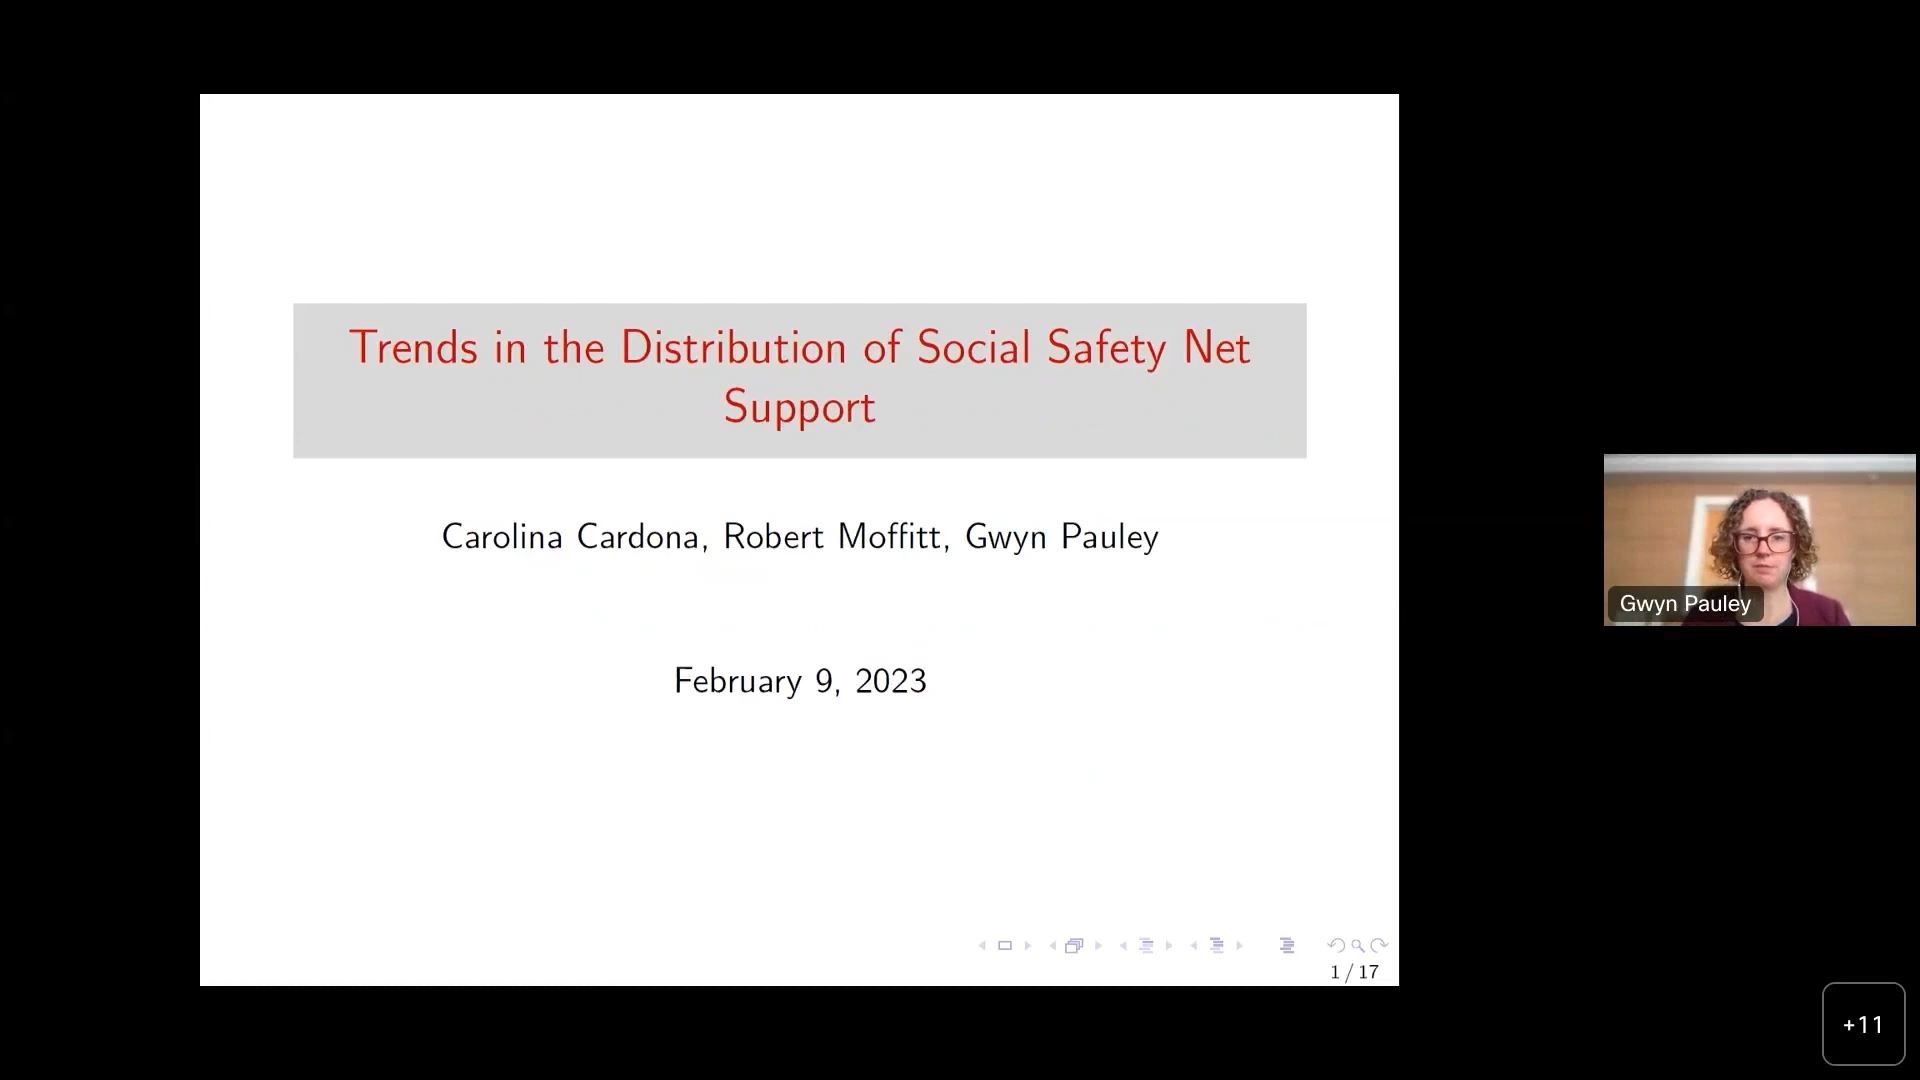 Trends in the Distribution of Social Safety Net
Support
Carolina Cardona, Robert Moffitt, Gwyn Pauley
February 9, 2023
1 / 17
Gwyn Pauley
+11